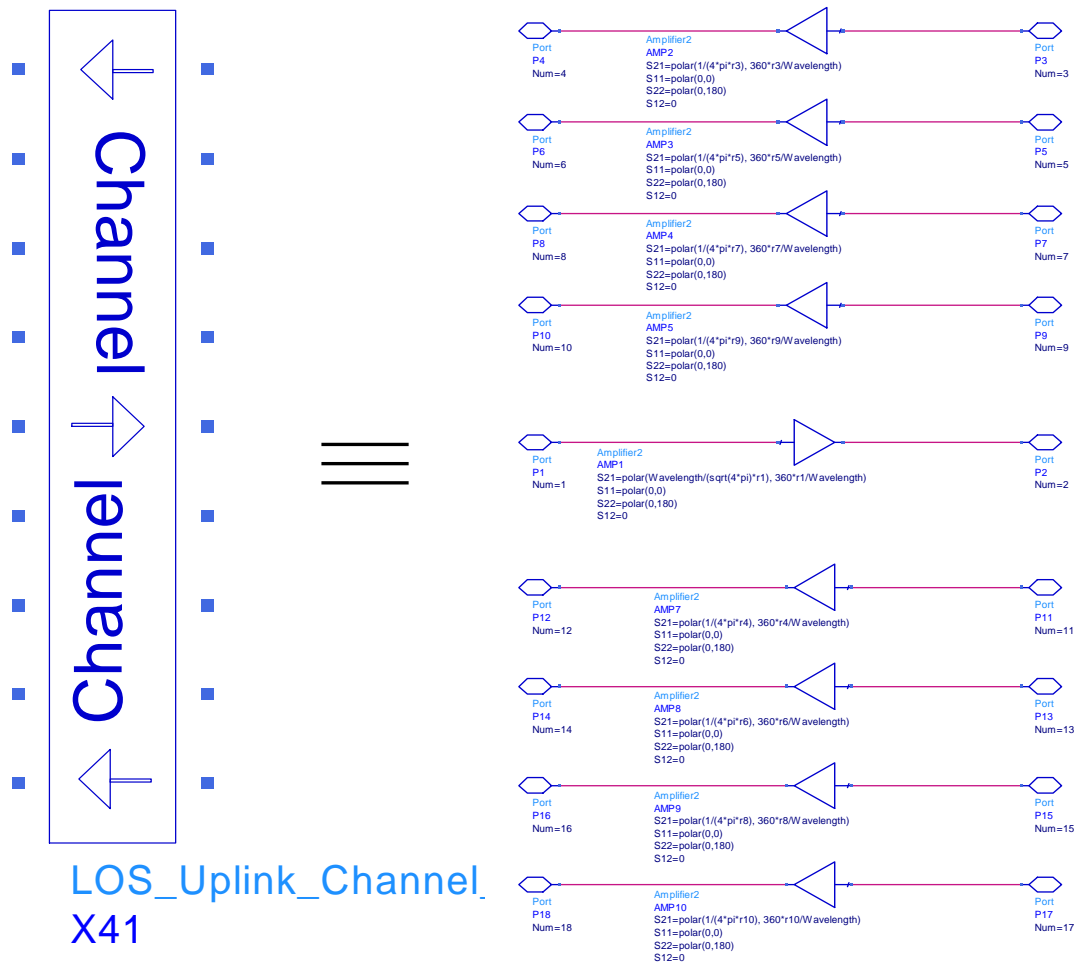 Channel
Channel
LOS_Uplink_Channel_
X41
Port
P4
Num=4
Amplifier2
AMP2
S21=polar(1/(4*pi*r3), 360*r3/Wavelength)
S11=polar(0,0)
S22=polar(0,180)
S12=0
Port
P3
Num=3
Port
P6
Num=6
Amplifier2
AMP3
S21=polar(1/(4*pi*r5), 360*r5/Wavelength)
S11=polar(0,0)
S22=polar(0,180)
S12=0
Port
P5
Num=5
Port
P8
Num=8
Amplifier2
AMP4
S21=polar(1/(4*pi*r7), 360*r7/Wavelength)
S11=polar(0,0)
S22=polar(0,180)
S12=0
Port
P7
Num=7
Port
P10
Num=10
Amplifier2
AMP5
S21=polar(1/(4*pi*r9), 360*r9/Wavelength)
S11=polar(0,0)
S22=polar(0,180)
S12=0
Port
P9
Num=9
Port
P1
Num=1
Amplifier2
AMP1
S21=polar(Wavelength/(sqrt(4*pi)*r1), 360*r1/Wavelength)
S11=polar(0,0)
S22=polar(0,180)
S12=0
Port
P2
Num=2
Port
P12
Num=12
Amplifier2
AMP7
S21=polar(1/(4*pi*r4), 360*r4/Wavelength)
S11=polar(0,0)
S22=polar(0,180)
S12=0
Port
P11
Num=11
Port
P14
Num=14
Amplifier2
AMP8
S21=polar(1/(4*pi*r6), 360*r6/Wavelength)
S11=polar(0,0)
S22=polar(0,180)
S12=0
Port
P13
Num=13
Port
P16
Num=16
Amplifier2
AMP9
S21=polar(1/(4*pi*r8), 360*r8/Wavelength)
S11=polar(0,0)
S22=polar(0,180)
S12=0
Port
P15
Num=15
Port
P18
Num=18
Amplifier2
AMP10
S21=polar(1/(4*pi*r10), 360*r10/Wavelength)
S11=polar(0,0)
S22=polar(0,180)
S12=0
Port
P17
Num=17